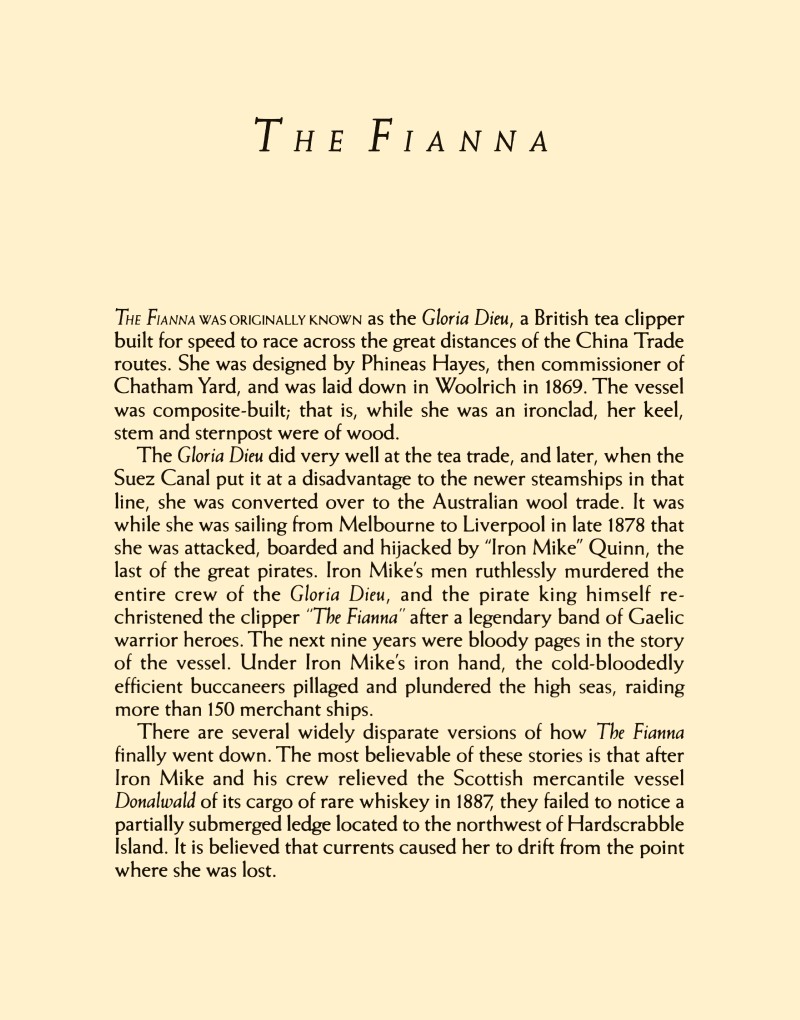 The Fianna
The Fianna was originally known as the Gloria Dieu, a British tea clipper
built for speed to race across the great distances of the China Trade
routes. She was designed by Phineas Hayes, then commissioner of
Chatham Yard, and was laid down in Woolrich in 1869. The vessel
was composite-built; that is, while she was an ironclad, her keel,
stem and sternpost were of wood.
The Gloria Dieu did very well at the tea trade, and later, when the
Suez Canal put it at a disadvantage to the newer steamships in that
line, she was converted over to the Australian wool trade. It was
while she was sailing from Melbourne to Liverpool in late 1878 that
she was attacked, boarded and hijacked by “Iron Mike” Quinn, the
last of the great pirates. Iron Mike’s men ruthlessly murdered the
entire crew of the Gloria Dieu, and the pirate king himself re-
christened the clipper “The Fianna” after a legendary band of Gaelic
warrior heroes. The next nine years were bloody pages in the story
of the vessel. Under Iron Mike’s iron hand, the cold-bloodedly
efficient buccaneers pillaged and plundered the high seas, raiding
more than 150 merchant ships.
There are several widely disparate versions of how The Fianna
finally went down. The most believable of these stories is that after
Iron Mike and his crew relieved the Scottish mercantile vessel
Donalwald of its cargo of rare whiskey in 1887, they failed to notice a
partially submerged ledge located to the northwest of Hardscrabble
Island. It is believed that currents caused her to drift from the point
where she was lost.